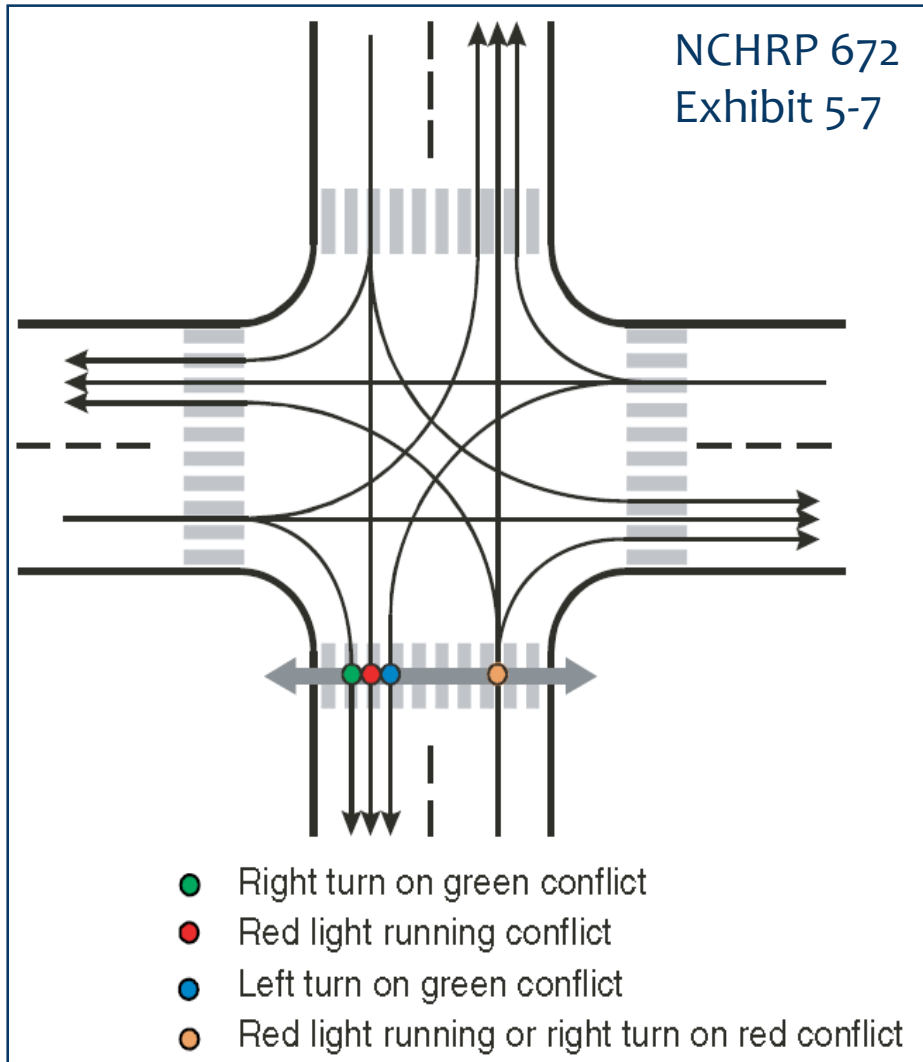 NCHRP 672
Exhibit 5-7
Right turn on green conflict
Red light running conflict
Left turn on green conflict
Red light running or right turn on red conflict